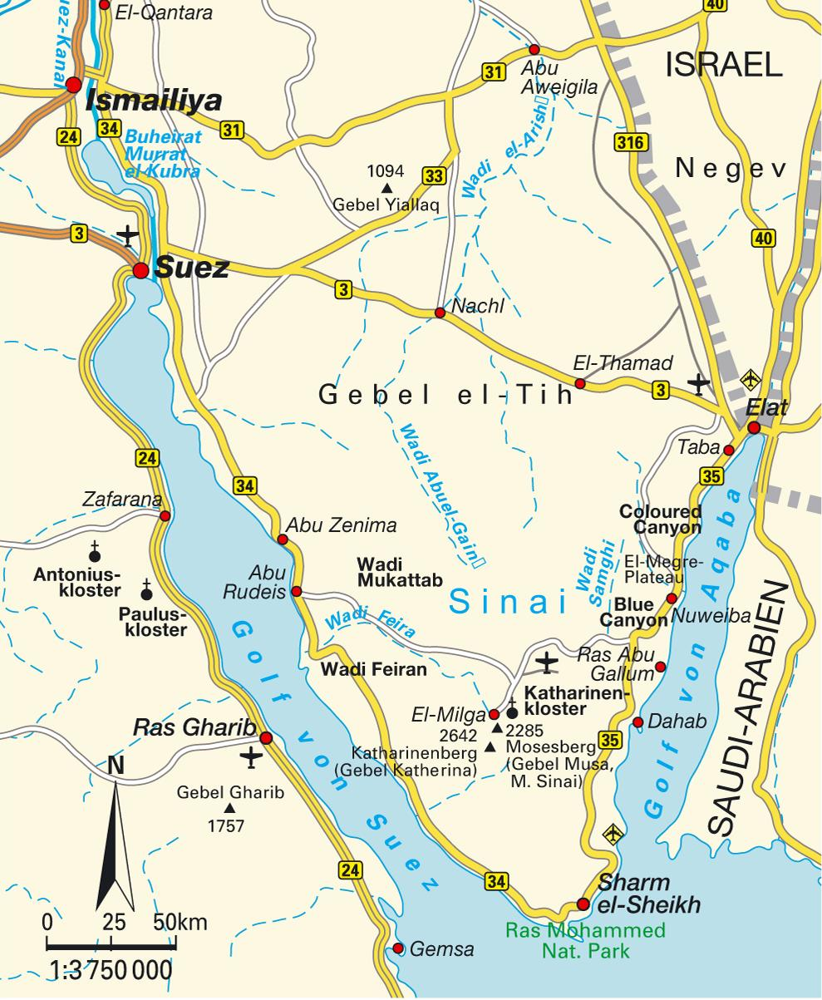 El-Qantara
40
uez-Kanal
Abu
Aweigila
31
ISRAEL
Ismailiya
24
34
31
Buheirat
Murrat
el-Kubra
Wadi el-Arish
316
Negev
1094
Gebel Yiallaq
33
3
40
Suez
3
Nachl
El-Thamad
Gebel el-Tih
3
Elat
Wadi Abuel-Gain
Taba
24
34
35
Zafarana
Abu Zenima
Coloured
Canyon
Antonius-
kloster
Paulus-
kloster
Abu
Rudeis
Wadi
Mukattab
Wadi
Samghi
El-Megre-
Plateau
Sinai
Blue
Canyon
Nuweiba
Wadi Feira
Wadi Feiran
Ras Abu
Gallum
Golf von Aqaba
SAUDI-ARABIEN
Golf von Suez
Katharinen-
kloster
El-Milga
Dahab
Ras Gharib
2642
Katharinenberg
(Gebel Katherina)
2285
Mosesberg
(Gebel Musa,
M. Sinai)
35
N
Gebel Gharib
1757
24
34
Sharm
el-Sheikh
Ras Mohammed
Nat. Park
0 25 50km
1:3 750 000
Gemsa